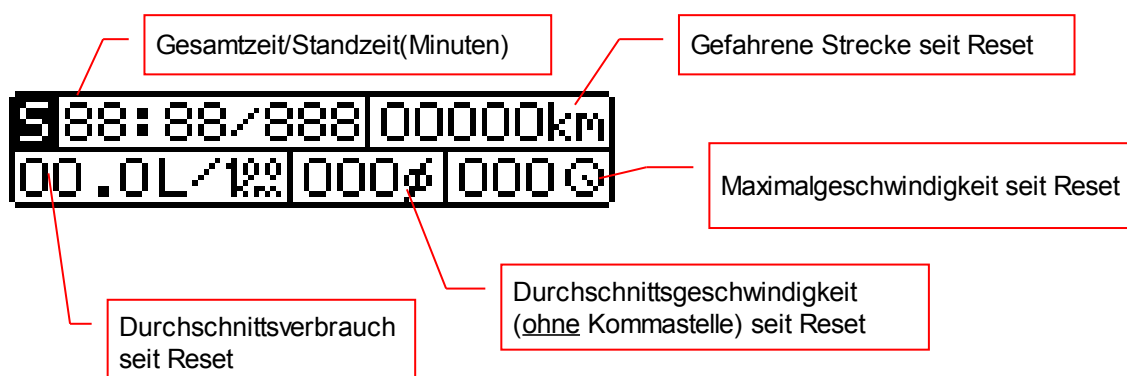 Gesamtzeit/Standzeit(Minuten)
Gefahrene Strecke seit Reset
S 88:88/888 00000km
00.0L/100km 000ø 000
Maximalgeschwindigkeit seit Reset
Durchschnittsgeschwindigkeit
(ohne Kommastelle) seit Reset
Durchschnittsverbrauch
seit Reset